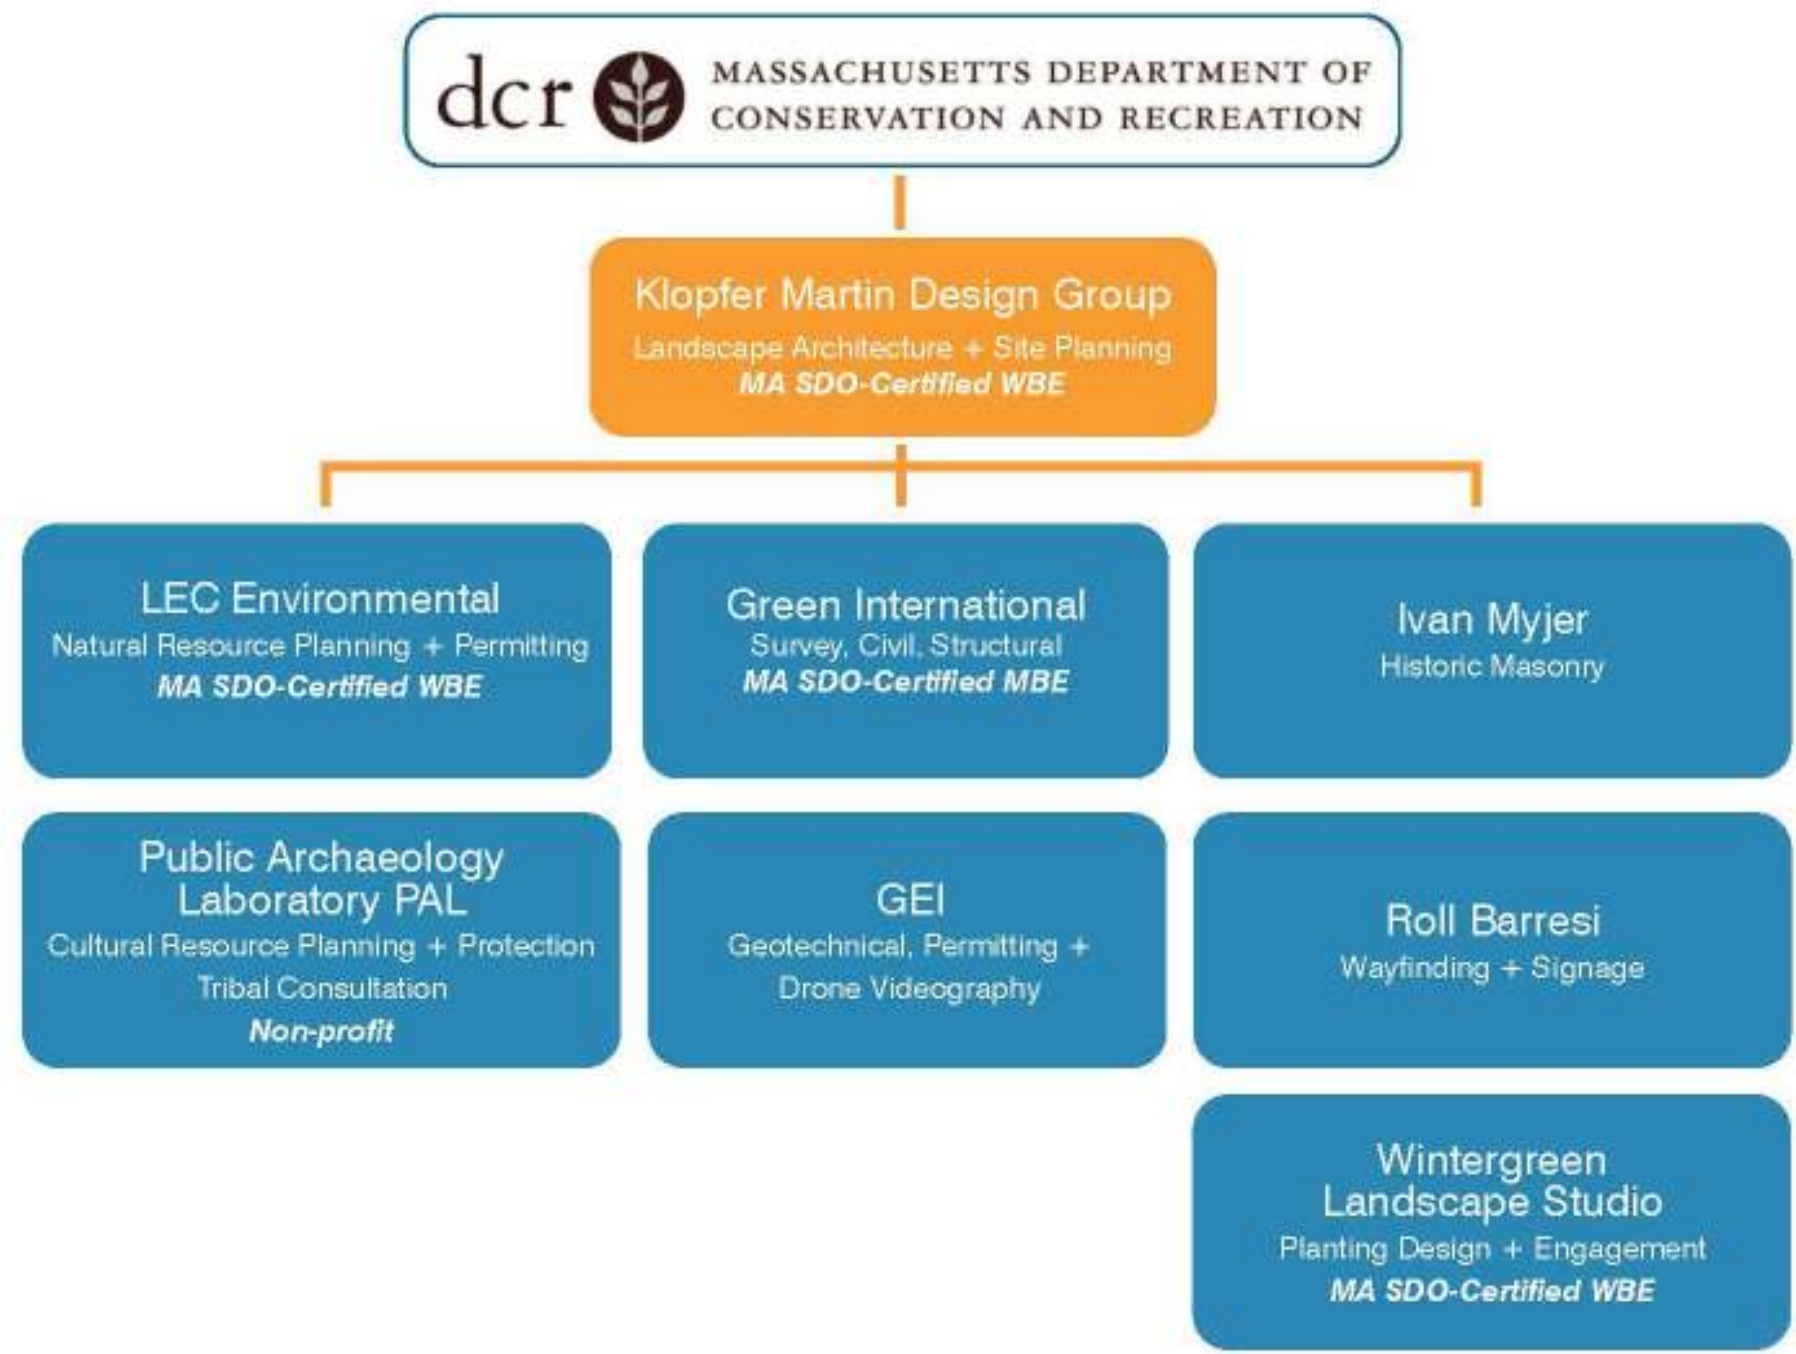 dcr MASSACHUSETTS DEPARTMENT OF
CONSERVATION AND RECREATION
Klopfer Martin Design Group
Landscape Architecture + Site Planning
MA SDO-Certified WBE
LEC Environmental
Natural Resource Planning + Permitting
MA SDO-Certified WBE
Green International
Survey, Civil, Structural
MA SDO-Certified MBE
Ivan Myjer
Historic Masonry
Public Archaeology
Laboratory PAL
Cultural Resource Planning + Protection
Tribal Consultation
Non-profit
GEI
Geotechnical, Permitting +
Drone Videography
Roll Barresi
Wayfinding + Signage
Wintergreen
Landscape Studio
Planting Design + Engagement
MA SDO-Certified WBE